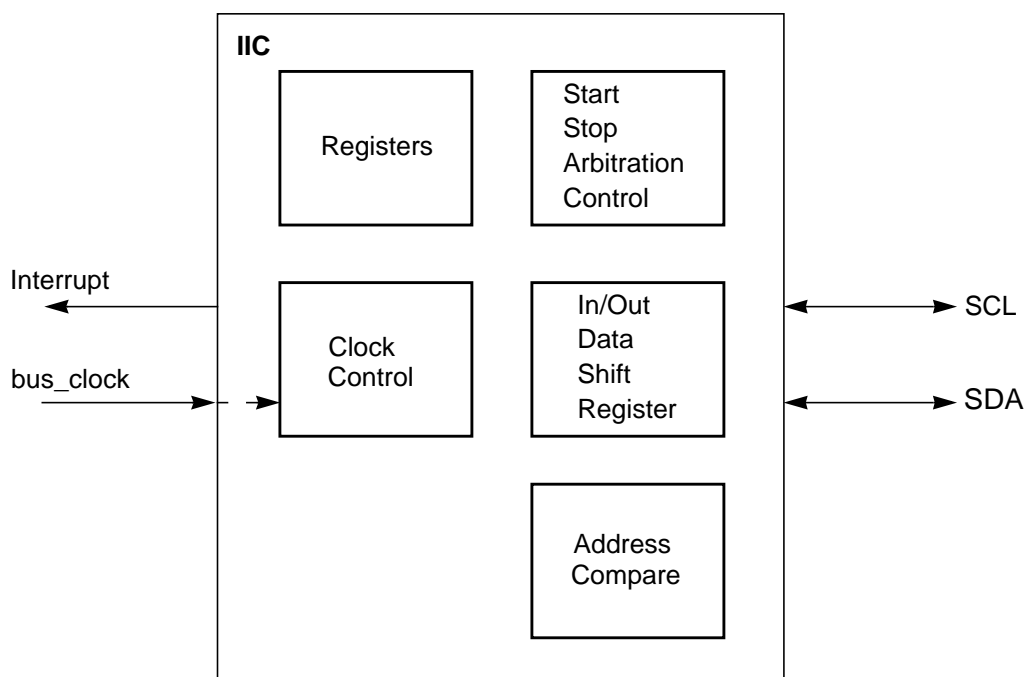 IIC
Registers
Start
Stop
Arbitration
Control
Interrupt
bus_clock
Clock
Control
In/Out
Data
Shift
Register
SCL
SDA
Address
Compare